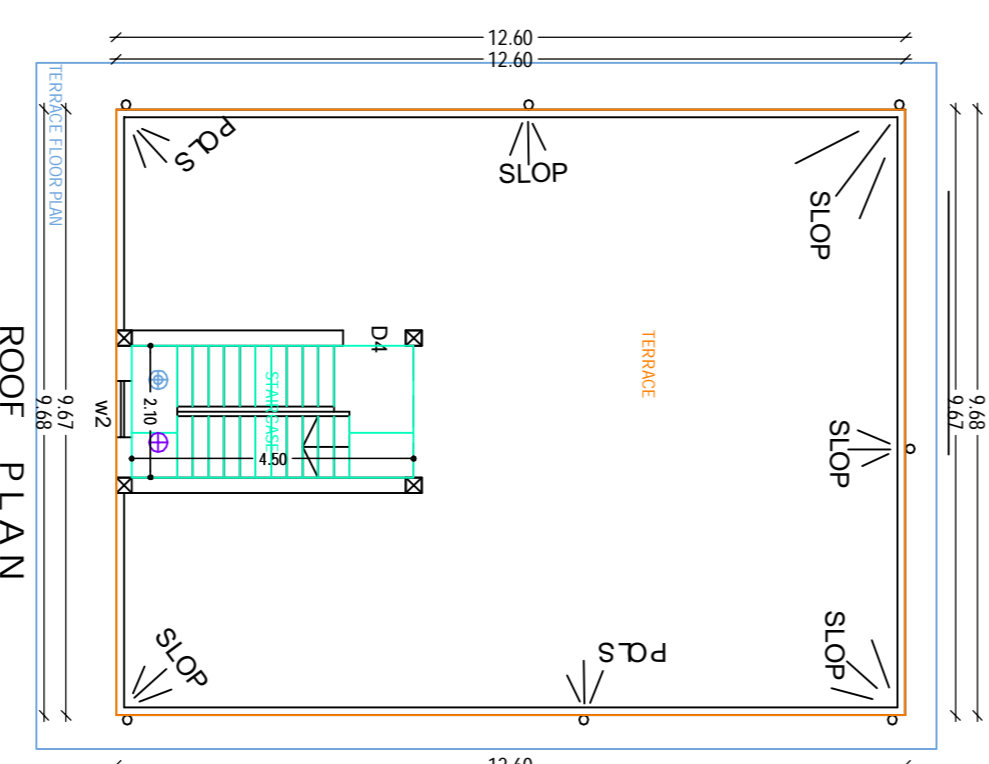 12.60
12.60
TERRACE FLOOR PLAN
SLOP
SLOP
SLOP
ROOF PLAN
9.68
9.67
W2
2.10
D4
STAIRCASE
4.50
TERRACE
SLOP
9.67
9.68
SLOP
SLOP
SLOP
12.60